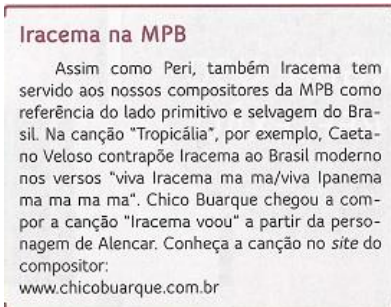 Iracema na MPB
Assim como Peri, também Iracema tem
servido aos nossos compositores da MPB como
referência do lado primitivo e selvagem do Bra-
sil. Na canção "Tropicália", por exemplo, Caeta-
no Veloso contrapõe Iracema ao Brasil moderno
nos versos "viva Iracema ma ma/viva Ipanema
ma ma ma ma". Chico Buarque chegou a com-
por a canção "Iracema voou" a partir da perso-
nagem de Alencar. Conheça a canção no site do
compositor:
www.chicobuarque.com.br